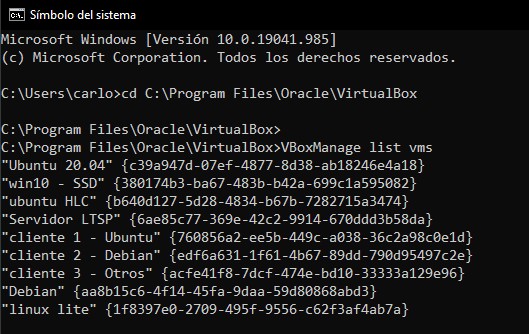 Símbolo del sistema
Microsoft Windows [Versión 10.0.19041.985]
(c) Microsoft Corporation. Todos los derechos reservados.
C:\Users\carlo>cd C:\Program Files\Oracle\VirtualBox
C:\Program Files\Oracle\VirtualBox>
C:\Program Files\Oracle\VirtualBox>VBoxManage list vms
"Ubuntu 20.04" {c39a947d-07ef-4877-8d38-ab18246e4a18}
"win10 - SSD" {380174b3-ba67-483b-b42a-699c1a595082}
"ubuntu HLC" {b640d127-5d28-4834-b67b-7282715a3474}
"Servidor LTSP" {6ae85c77-369e-42c2-9914-670ddd3b58da}
"cliente 1 - Ubuntu" {760856a2-ee5b-449c-a038-36c2a98c0e1d}
"cliente 2 - Debian" {edf6a631-1f61-4b67-89dd-790d95497c2e}
"cliente 3 - Otros" {acfe41f8-7dcf-474e-bd10-33333a129e96}
"Debian" {aa8b15c6-4f14-45fa-9daa-59d80868abd3}
"linux lite" {1f8397e0-2709-495f-9556-c62f3af4ab7a}